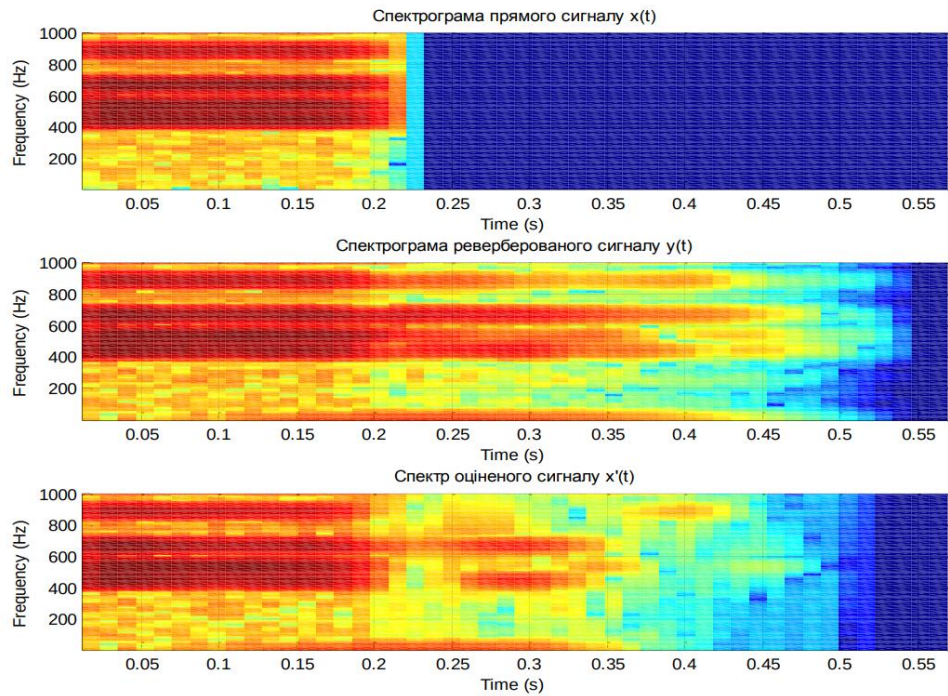 Спектрограма прямого сигналу x(t)
1000
800
600
400
200
Frequency (Hz)
0.05 0.1 0.15 0.2 0.25 0.3 0.35 0.4 0.45 0.5 0.55
Time (s)
Спектрограма реверберованого сигналу y(t)
1000
800
600
400
200
Frequency (Hz)
0.05 0.1 0.15 0.2 0.25 0.3 0.35 0.4 0.45 0.5 0.55
Time (s)
Спектр оціненого сигналу x'(t)
1000
800
600
400
200
Frequency (Hz)
0.05 0.1 0.15 0.2 0.25 0.3 0.35 0.4 0.45 0.5 0.55
Time (s)